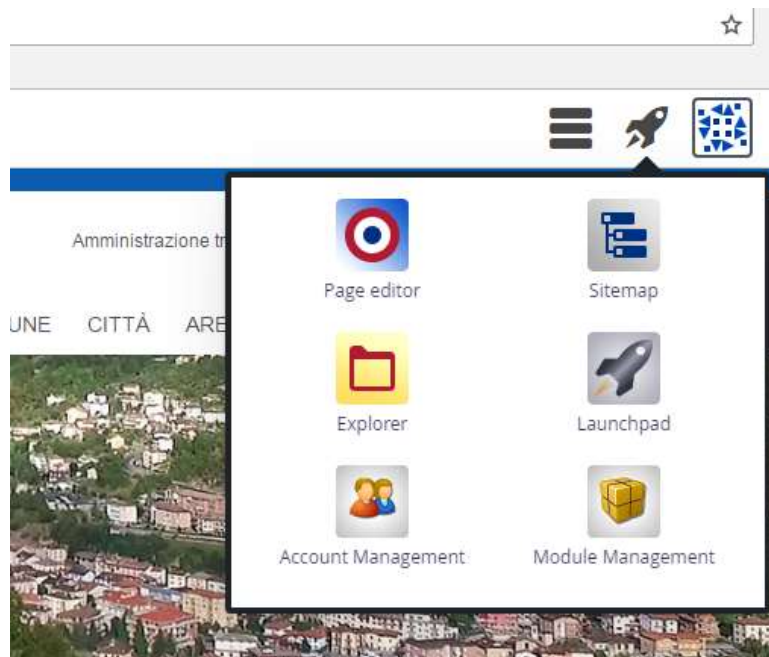 Amministrazione tr
Page editor
Sitemap
UNE CITTÀ ARE
Explorer
Launchpad
Account Management
Module Management